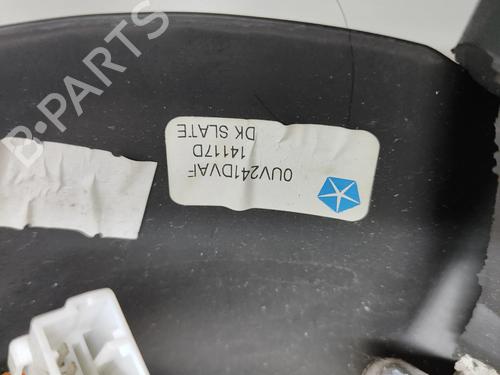 0UV241DVAF
14117D
DK SLATE
B-PARTS